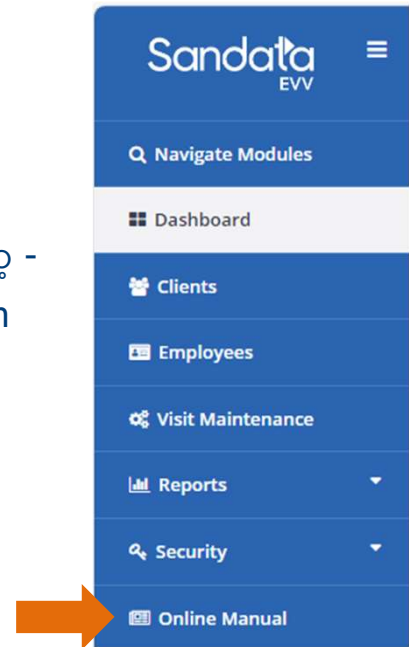 Sandata
EVV
Navigate Modules
Dashboard
Clients
Employees
Visit Maintenance
Reports
Security
Online Manual